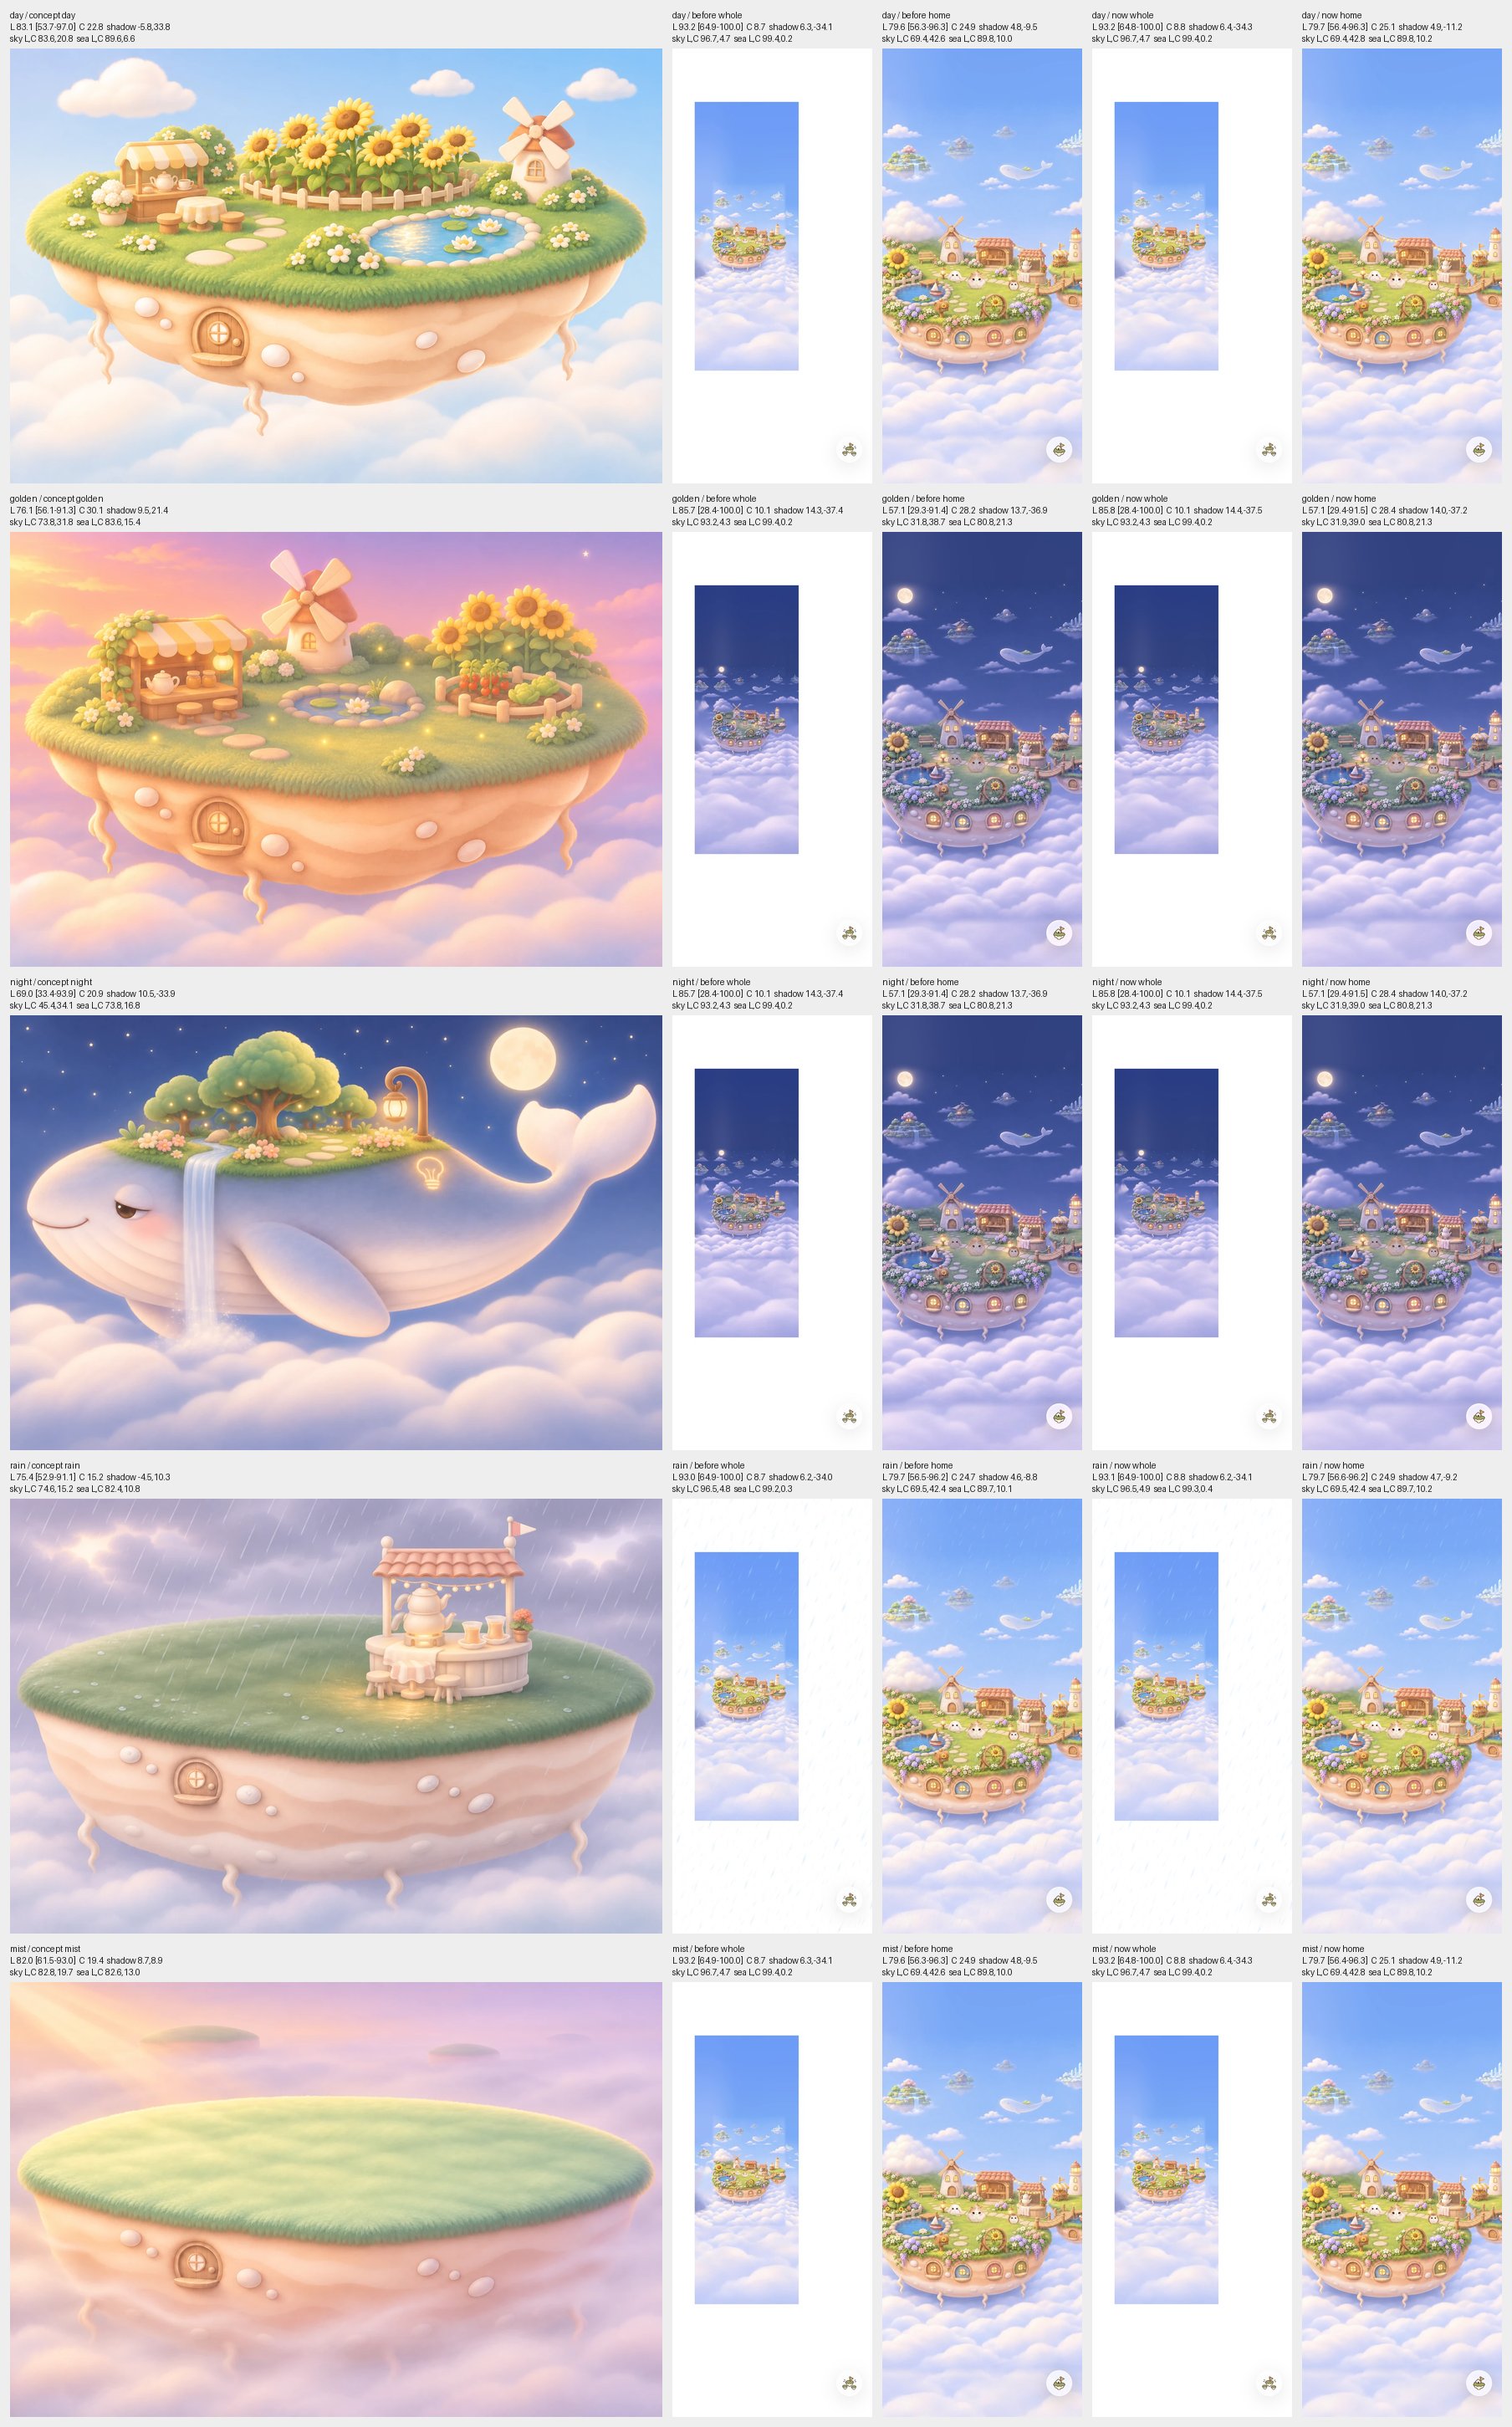 day / concept day
L 83.1 [53.7-97.0] C 22.8 shadow -5.8,33.8
sky L,C 83.6,20.8 sea L,C 89.6,6.6
day / before whole
L 93.2 [64.9-100.0] C 8.7 shadow 6.3,-34.1
sky L,C 96.7,4.7 sea L,C 99.4,0.2
day / before home
L 79.6 [56.3-96.3] C 24.9 shadow 4.8,-9.5
sky L,C 69.4,42.6 sea L,C 89.8,10.0
day / now whole
L 93.2 [64.8-100.0] C 8.8 shadow 6.4,-34.3
sky L,C 96.7,4.7 sea L,C 99.4,0.2
day / now home
L 79.7 [56.4-96.3] C 25.1 shadow 4.9,-11.2
sky L,C 69.4,42.8 sea L,C 89.8,10.2
golden / concept golden
L 76.1 [56.1-91.3] C 30.1 shadow 9.5,21.4
sky L,C 73.8,31.8 sea L,C 83.6,15.4
golden / before whole
L 85.7 [28.4-100.0] C 10.1 shadow 14.3,-37.4
sky L,C 93.2,4.3 sea L,C 99.4,0.2
golden / before home
L 57.1 [29.3-91.4] C 28.2 shadow 13.7,-36.9
sky L,C 31.8,38.7 sea L,C 80.8,21.3
golden / now whole
L 85.8 [28.4-100.0] C 10.1 shadow 14.4,-37.5
sky L,C 93.2,4.3 sea L,C 99.4,0.2
golden / now home
L 57.1 [29.4-91.5] C 28.4 shadow 14.0,-37.2
sky L,C 31.9,39.0 sea L,C 80.8,21.3
night / concept night
L 69.0 [33.4-93.9] C 20.9 shadow 10.5,-33.9
sky L,C 45.4,34.1 sea L,C 73.8,16.8
night / before whole
L 85.7 [28.4-100.0] C 10.1 shadow 14.3,-37.4
sky L,C 93.2,4.3 sea L,C 99.4,0.2
night / before home
L 57.1 [29.3-91.4] C 28.2 shadow 13.7,-36.9
sky L,C 31.8,38.7 sea L,C 80.8,21.3
night / now whole
L 85.8 [28.4-100.0] C 10.1 shadow 14.4,-37.5
sky L,C 93.2,4.3 sea L,C 99.4,0.2
night / now home
L 57.1 [29.4-91.5] C 28.4 shadow 14.0,-37.2
sky L,C 31.9,39.0 sea L,C 80.8,21.3
rain / concept rain
L 75.4 [52.9-91.1] C 15.2 shadow -4.5,10.3
sky L,C 74.6,15.2 sea L,C 82.4,10.8
rain / before whole
L 93.0 [64.9-100.0] C 8.7 shadow 6.2,-34.0
sky L,C 96.5,4.8 sea L,C 99.2,0.3
rain / before home
L 79.7 [56.5-96.2] C 24.7 shadow 4.6,-8.8
sky L,C 69.5,42.4 sea L,C 89.7,10.1
rain / now whole
L 93.1 [64.9-100.0] C 8.8 shadow 6.2,-34.1
sky L,C 96.5,4.9 sea L,C 99.3,0.4
rain / now home
L 79.7 [56.6-96.2] C 24.9 shadow 4.7,-9.2
sky L,C 69.5,42.4 sea L,C 89.7,10.2
mist / concept mist
L 82.0 [61.5-93.0] C 19.4 shadow 8.7,8.9
sky L,C 82.8,19.7 sea L,C 82.6,13.0
mist / before whole
L 93.2 [64.9-100.0] C 8.7 shadow 6.3,-34.1
sky L,C 96.7,4.7 sea L,C 99.4,0.2
mist / before home
L 79.6 [56.3-96.3] C 24.9 shadow 4.8,-9.5
sky L,C 69.4,42.6 sea L,C 89.8,10.0
mist / now whole
L 93.2 [64.8-100.0] C 8.8 shadow 6.4,-34.3
sky L,C 96.7,4.7 sea L,C 99.4,0.2
mist / now home
L 79.7 [56.4-96.3] C 25.1 shadow 4.9,-11.2
sky L,C 69.4,42.8 sea L,C 89.8,10.2